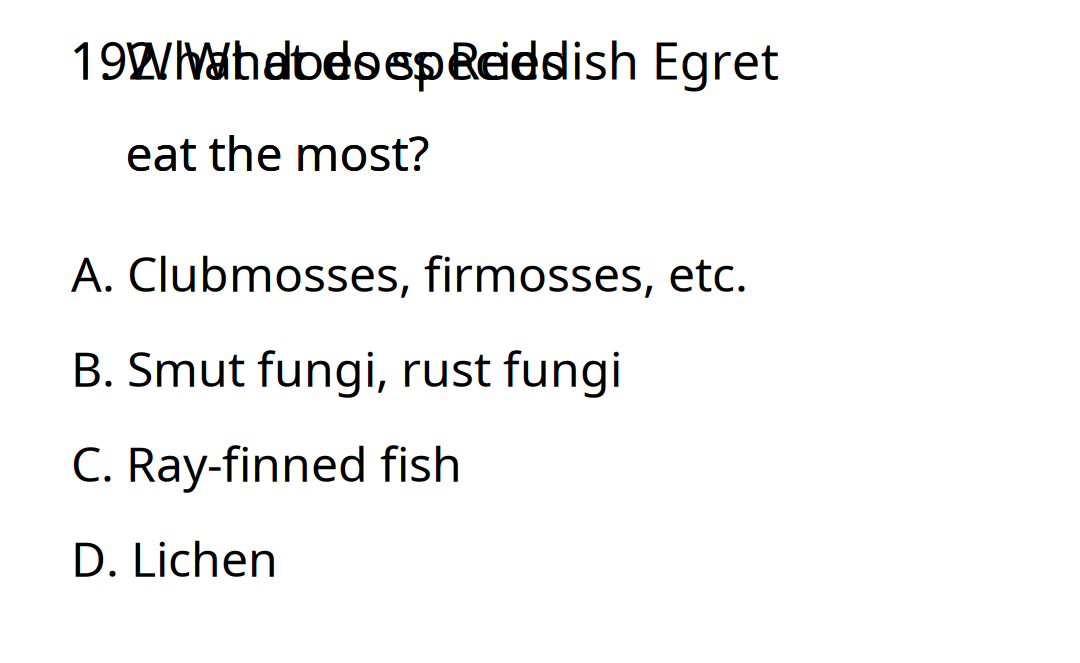 192. What does Reddish Egret
eat the most?
A. Clubmosses, firmosses, etc.
B. Smut fungi, rust fungi
C. Ray-finned fish
D. Lichen